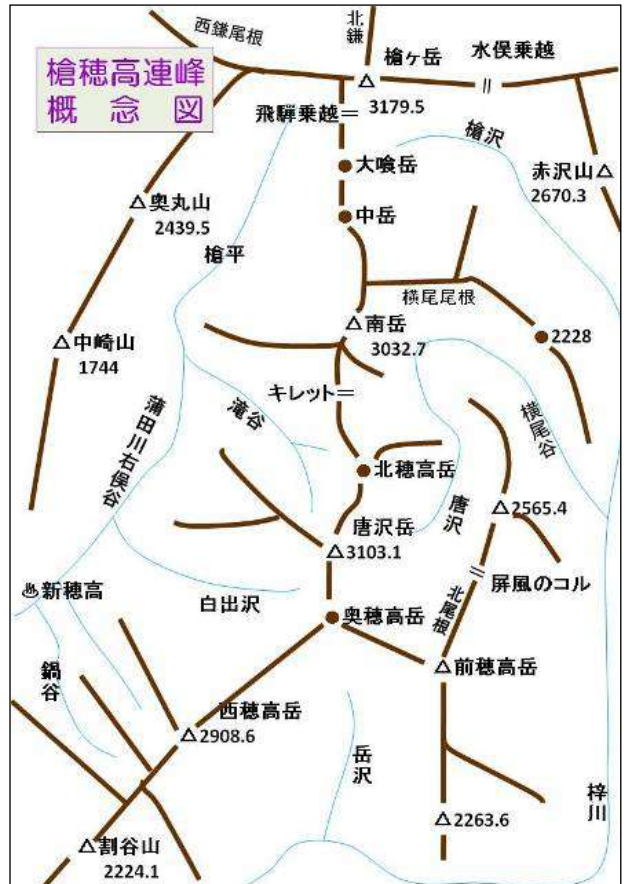 槍穂高連峰
概念図
西鎌尾根
北鎌
槍ヶ岳
3179.5
水俣乗越
飛騨乗越
槍沢
大喰岳
赤沢山
2670.3
奥丸山
2439.5
中岳
槍平
横尾尾根
南岳
3032.7
2228
中崎山
1744
キレット
滝谷
横尾谷
蒲田川右俣谷
北穂高岳
唐沢
2565.4
唐沢岳
3103.1
屏風のコル
北尾根
新穂高
白出沢
奥穂高岳
前穂高岳
鍋谷
西穂高岳
2908.6
岳沢
梓川
2263.6
割谷山
2224.1